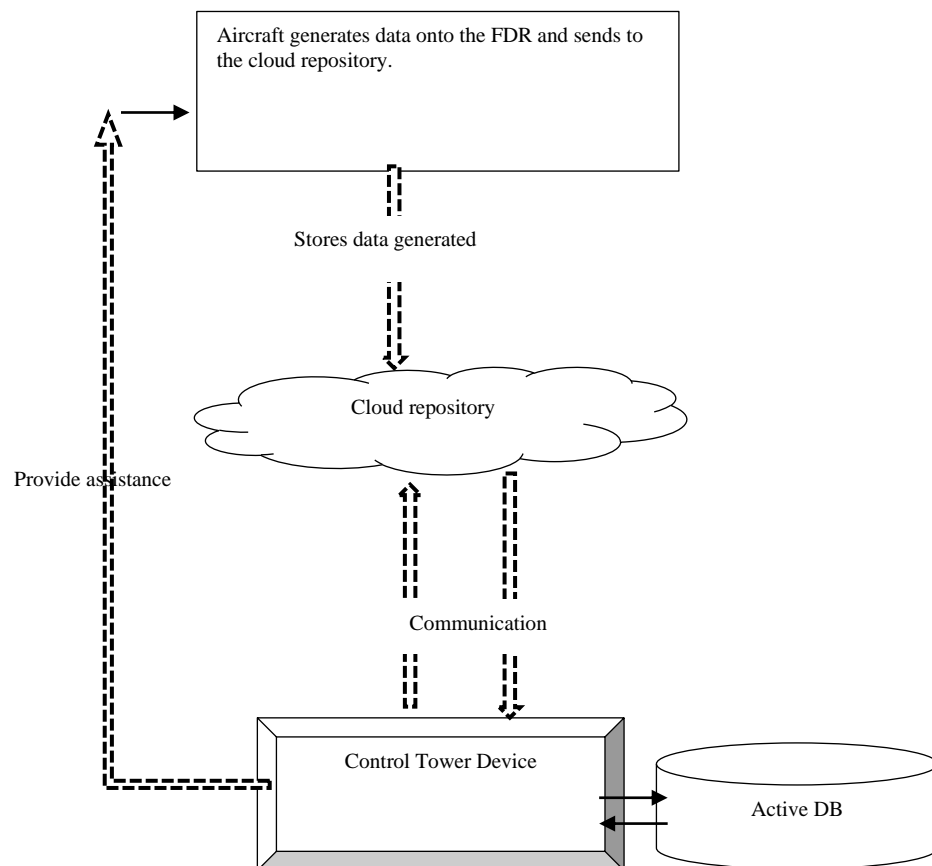 Aircraft generates data onto the FDR and sends to
the cloud repository.
Stores data generated
Cloud repository
Provide assistance
Communication
Control Tower Device
Active DB